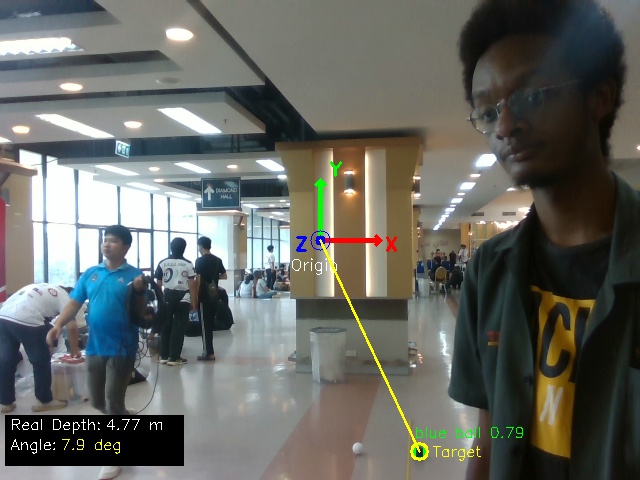 DIAMOND
HALL
Y
Z
X
Origin
Real Depth: 4.77 m
Angle: 7.9 deg
blue ball 0.79
Target